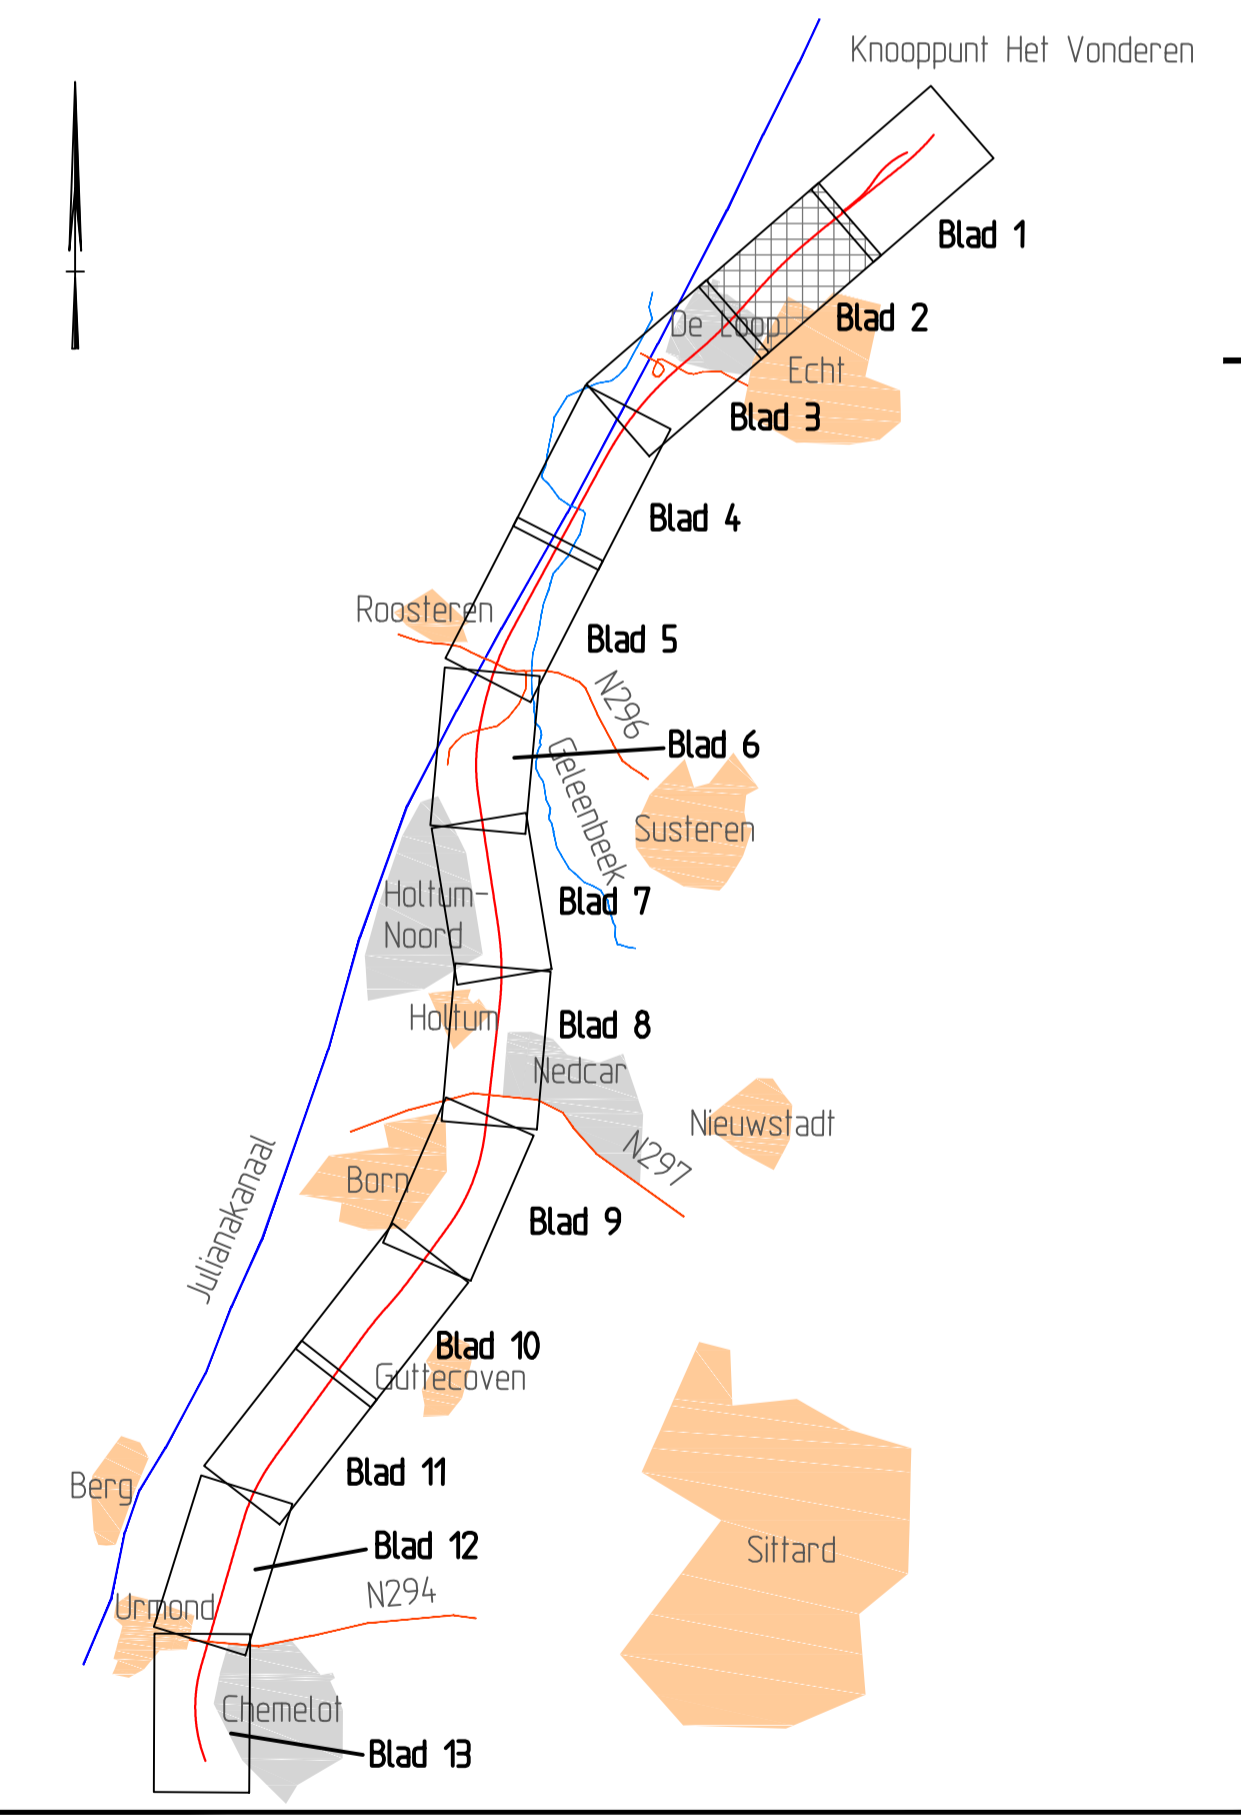 Knooppunt Het Vonderen
Blad 1
Blad 2
De Loop
Echt
Blad 3
Blad 4
Roosteren
Blad 5
N296
Blad 6
Geleenbeek
Susteren
Holtum-
Noord
Blad 7
Holtum
Blad 8
Nedcar
Nieuwstadt
N297
Born
Julianakanaal
Blad 9
Blad 10
Guttecoven
Blad 11
Berg
Blad 12
Sittard
N294
Urmond
Chemelot
Blad 13